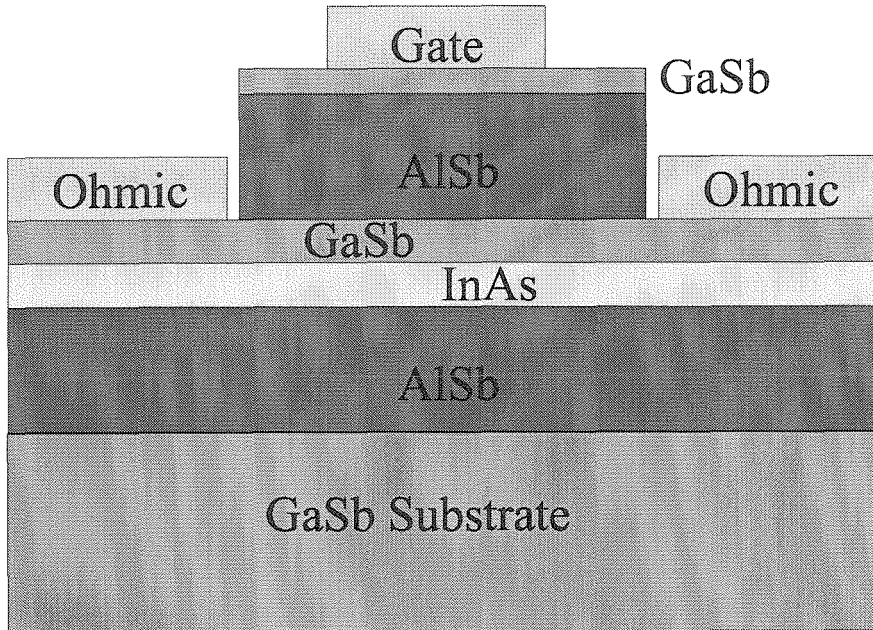 Gate
GaSb
AlSb
Ohmic
Ohmic
GaSb
InAs
AlSb
GaSb Substrate